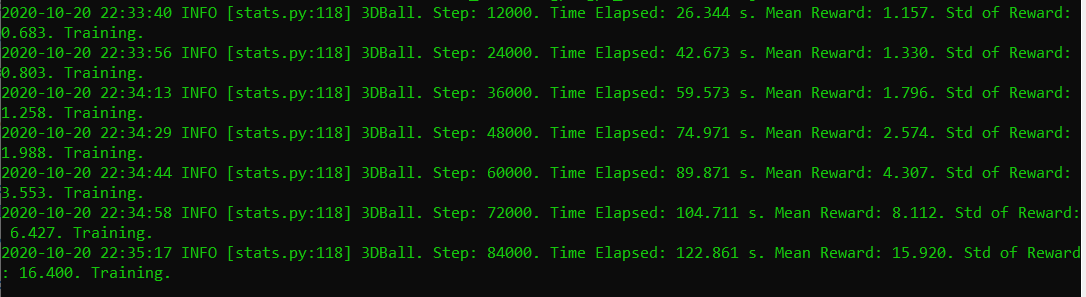 2020-10-20 22:33:40 INFO [stats.py:118] 3DBall. Step: 12000. Time Elapsed: 26.344 s. Mean Reward: 1.157. Std of Reward:
0.683. Training.
2020-10-20 22:33:56 INFO [stats.py:118] 3DBall. Step: 24000. Time Elapsed: 42.673 s. Mean Reward: 1.330. Std of Reward:
0.803. Training.
2020-10-20 22:34:13 INFO [stats.py:118] 3DBall. Step: 36000. Time Elapsed: 59.573 s. Mean Reward: 1.796. Std of Reward:
1.258. Training.
2020-10-20 22:34:29 INFO [stats.py:118] 3DBall. Step: 48000. Time Elapsed: 74.971 s. Mean Reward: 2.574. Std of Reward:
1.988. Training.
2020-10-20 22:34:44 INFO [stats.py:118] 3DBall. Step: 60000. Time Elapsed: 89.871 s. Mean Reward: 4.307. Std of Reward:
3.553. Training.
2020-10-20 22:34:58 INFO [stats.py:118] 3DBall. Step: 72000. Time Elapsed: 104.711 s. Mean Reward: 8.112. Std of Reward:
 6.427. Training.
2020-10-20 22:35:17 INFO [stats.py:118] 3DBall. Step: 84000. Time Elapsed: 122.861 s. Mean Reward: 15.920. Std of Reward
: 16.400. Training.